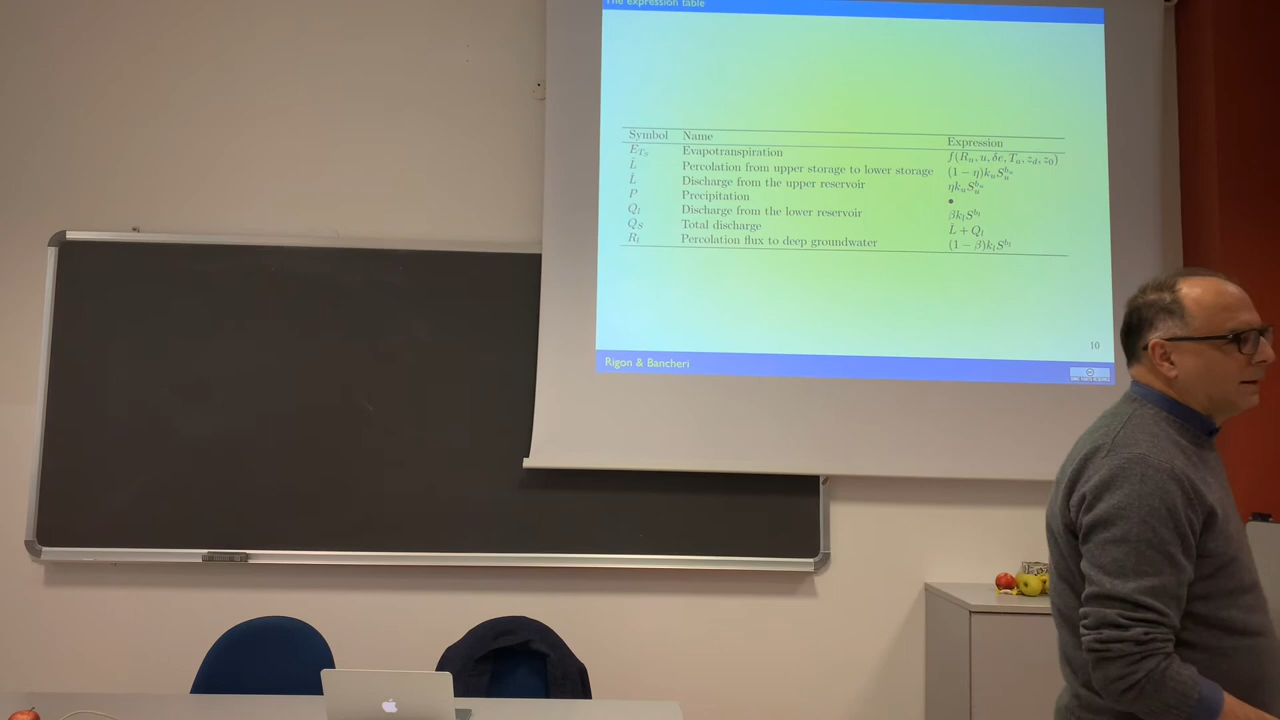 The expression table
Symbol Name Expression
E_{T_S} Evapotranspiration f(R_n, u, δe, T_a, z_d, z_0)
L̃ Percolation from upper storage to lower storage (1 − η)k_u S_u^{b_u}
L̂ Discharge from the upper reservoir ηk_u S_u^{b_u}
P Precipitation •
Q_l Discharge from the lower reservoir βk_l S^{b_l}
Q_S Total discharge L̂ + Q_l
R_l Percolation flux to deep groundwater (1 − β)k_l S^{b_l}
10
Rigon & Bancheri